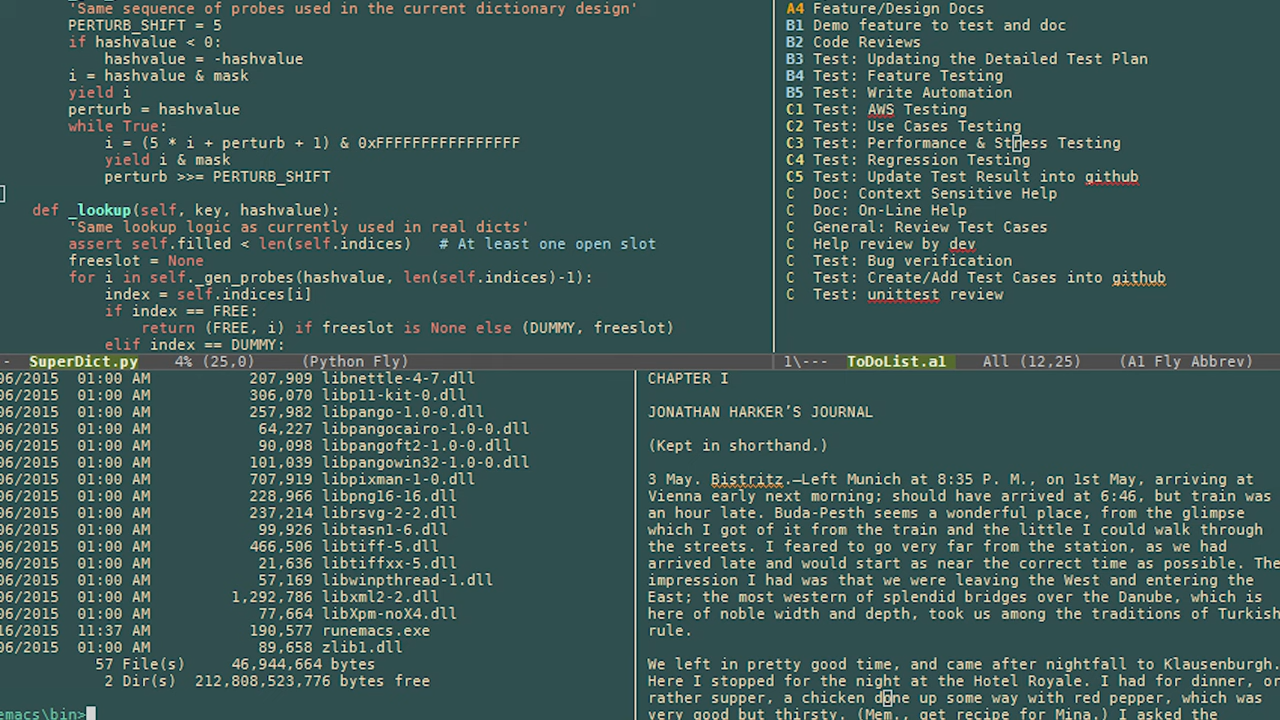 'Same sequence of probes used in the current dictionary design'
PERTURB_SHIFT = 5
if hashvalue < 0:
hashvalue = -hashvalue
i = hashvalue & mask
yield i
perturb = hashvalue
while True:
i = (5 * i + perturb + 1) & 0xFFFFFFFFFFFFFFFF
yield i & mask
perturb >>= PERTURB_SHIFT
def _lookup(self, key, hashvalue):
'Same lookup logic as currently used in real dicts'
assert self.filled < len(self.indices)   # At least one open slot
freeslot = None
for i in self._gen_probes(hashvalue, len(self.indices)-1):
index = self.indices[i]
if index == FREE:
return (FREE, i) if freeslot is None else (DUMMY, freeslot)
elif index == DUMMY:
-  SuperDict.py    4% (25,0)     (Python Fly)
A4 Feature/Design Docs
B1 Demo feature to test and doc
B2 Code Reviews
B3 Test: Updating the Detailed Test Plan
B4 Test: Feature Testing
B5 Test: Write Automation
C1 Test: AWS Testing
C2 Test: Use Cases Testing
C3 Test: Performance & Stress Testing
C4 Test: Regression Testing
C5 Test: Update Test Result into github
C  Doc: Context Sensitive Help
C  Doc: On-Line Help
C  General: Review Test Cases
C  Help review by dev
C  Test: Bug verification
C  Test: Create/Add Test Cases into github
C  Test: unittest review
1\---  ToDoList.al    All (12,25)    (Al Fly Abbrev)
06/2015  01:00 AM           207,909 libnettle-4-7.dll
06/2015  01:00 AM           306,070 libp11-kit-0.dll
06/2015  01:00 AM           257,982 libpango-1.0-0.dll
06/2015  01:00 AM            64,227 libpangocairo-1.0-0.dll
06/2015  01:00 AM            90,098 libpangoft2-1.0-0.dll
06/2015  01:00 AM           101,039 libpangowin32-1.0-0.dll
06/2015  01:00 AM           707,919 libpixman-1-0.dll
06/2015  01:00 AM           228,966 libpng16-16.dll
06/2015  01:00 AM           237,214 librsvg-2-2.dll
06/2015  01:00 AM            99,926 libtasn1-6.dll
06/2015  01:00 AM           466,506 libtiff-5.dll
06/2015  01:00 AM            21,636 libtiffxx-5.dll
06/2015  01:00 AM            57,169 libwinpthread-1.dll
06/2015  01:00 AM         1,292,786 libxml2-2.dll
06/2015  01:00 AM            77,664 libXpm-noX4.dll
16/2015  11:37 AM           190,577 runemacs.exe
06/2015  01:00 AM            89,658 zlib1.dll
57 File(s)     46,944,664 bytes
2 Dir(s)  212,808,523,776 bytes free
emacs\bin>
CHAPTER I
JONATHAN HARKER’S JOURNAL
(Kept in shorthand.)
3 May. Bistritz.—Left Munich at 8:35 P. M., on 1st May, arriving at
Vienna early next morning; should have arrived at 6:46, but train was
an hour late. Buda-Pesth seems a wonderful place, from the glimpse
which I got of it from the train and the little I could walk through
the streets. I feared to go very far from the station, as we had
arrived late and would start as near the correct time as possible. The
impression I had was that we were leaving the West and entering the
East; the most western of splendid bridges over the Danube, which is
here of noble width and depth, took us among the traditions of Turkish
rule.
We left in pretty good time, and came after nightfall to Klausenburgh.
Here I stopped for the night at the Hotel Royale. I had for dinner, or
rather supper, a chicken done up some way with red pepper, which was
very good but thirsty. (Mem., get recipe for Mina.) I asked the